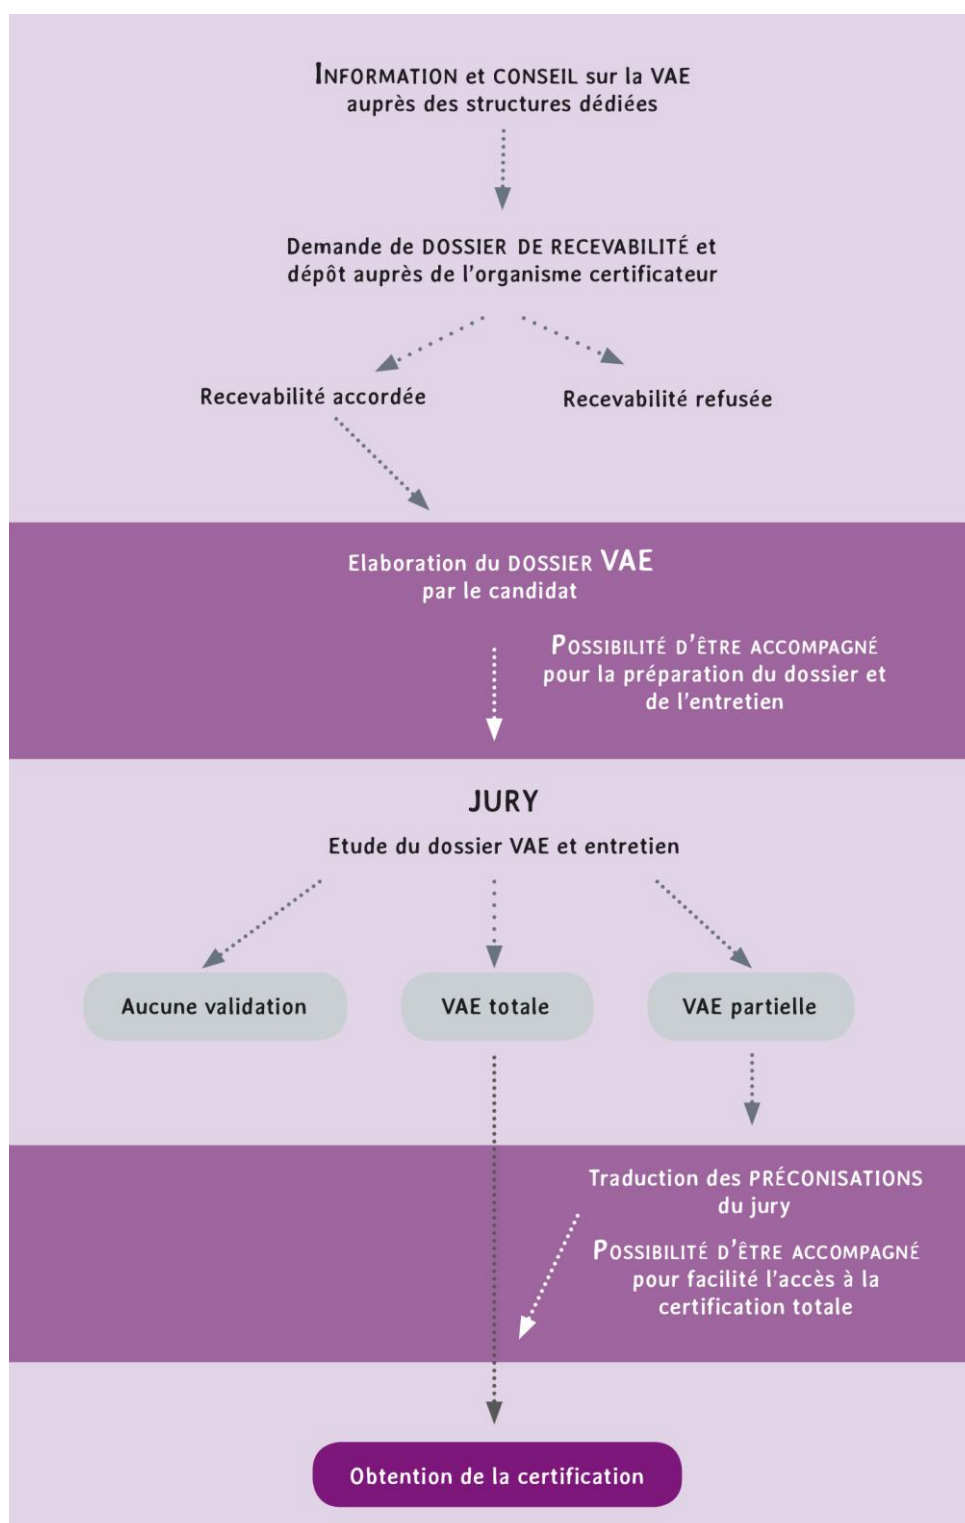 INFORMATION et CONSEIL sur la VAE
auprès des structures dédiées
Demande de DOSSIER DE RECEVABILITÉ et
dépôt auprès de l'organisme certificateur
Recevabilité accordée
Recevabilité refusée
Elaboration du DOSSIER VAE
par le candidat
POSSIBILITÉ D'ÊTRE ACCOMPAGNÉ
pour la préparation du dossier et
de l'entretien
JURY
Etude du dossier VAE et entretien
Aucune validation
VAE totale
VAE partielle
Traduction des PRÉCONISATIONS
du jury
POSSIBILITÉ D'ÊTRE ACCOMPAGNÉ
pour facilité l'accès à la
certification totale
Obtention de la certification